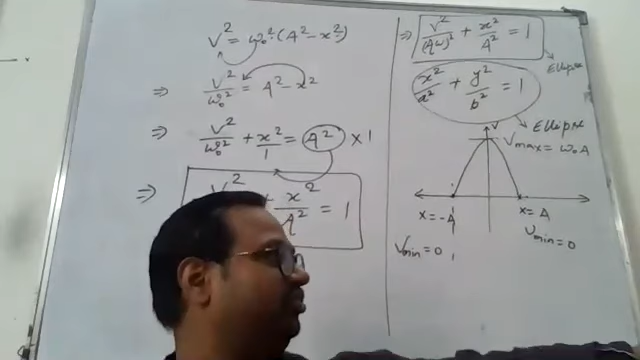 v² = ω₀²(A² − x²)
⇒ v²/ω₀² = A² − x²
⇒ v²/ω₀² + x²/1 = A² × 1
⇒ v² + x²/A² = 1
⇒ v²/(Aω)² + x²/A² = 1
Ellipse
x²/a² + y²/b² = 1
Ellipse
V
Vmax = ω₀A
x = -A
x = A
Vmin = 0
Vmin = 0